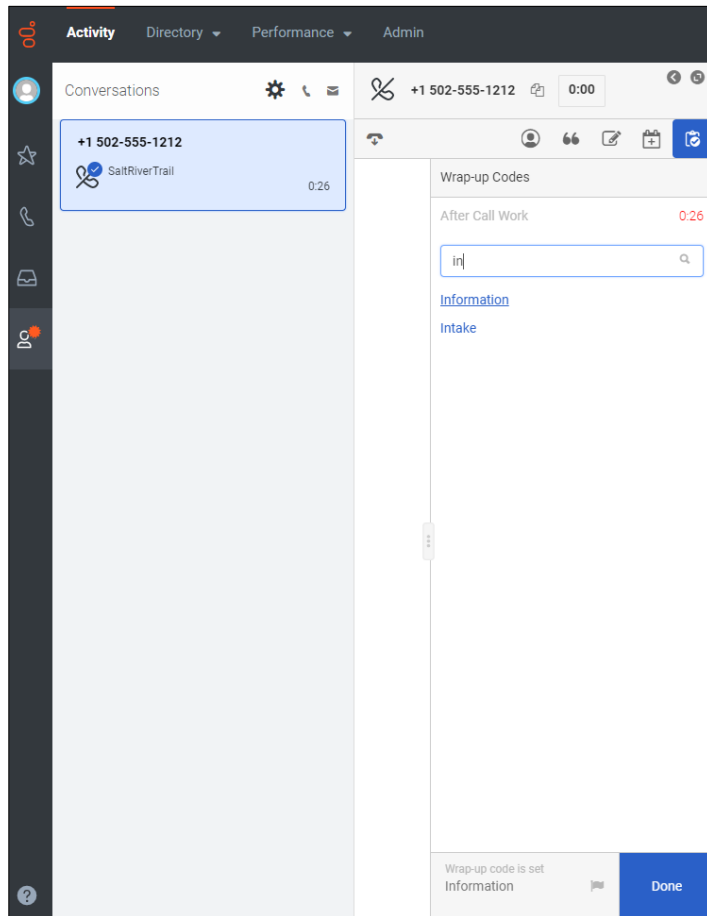 Activity
Directory
Performance
Admin
Conversations
+1 502-555-1212
SaltRiverTrail
0:26
+1 502-555-1212
0:00
Wrap-up Codes
After Call Work
0:26
in
Information
Intake
Wrap-up code is set
Information
Done